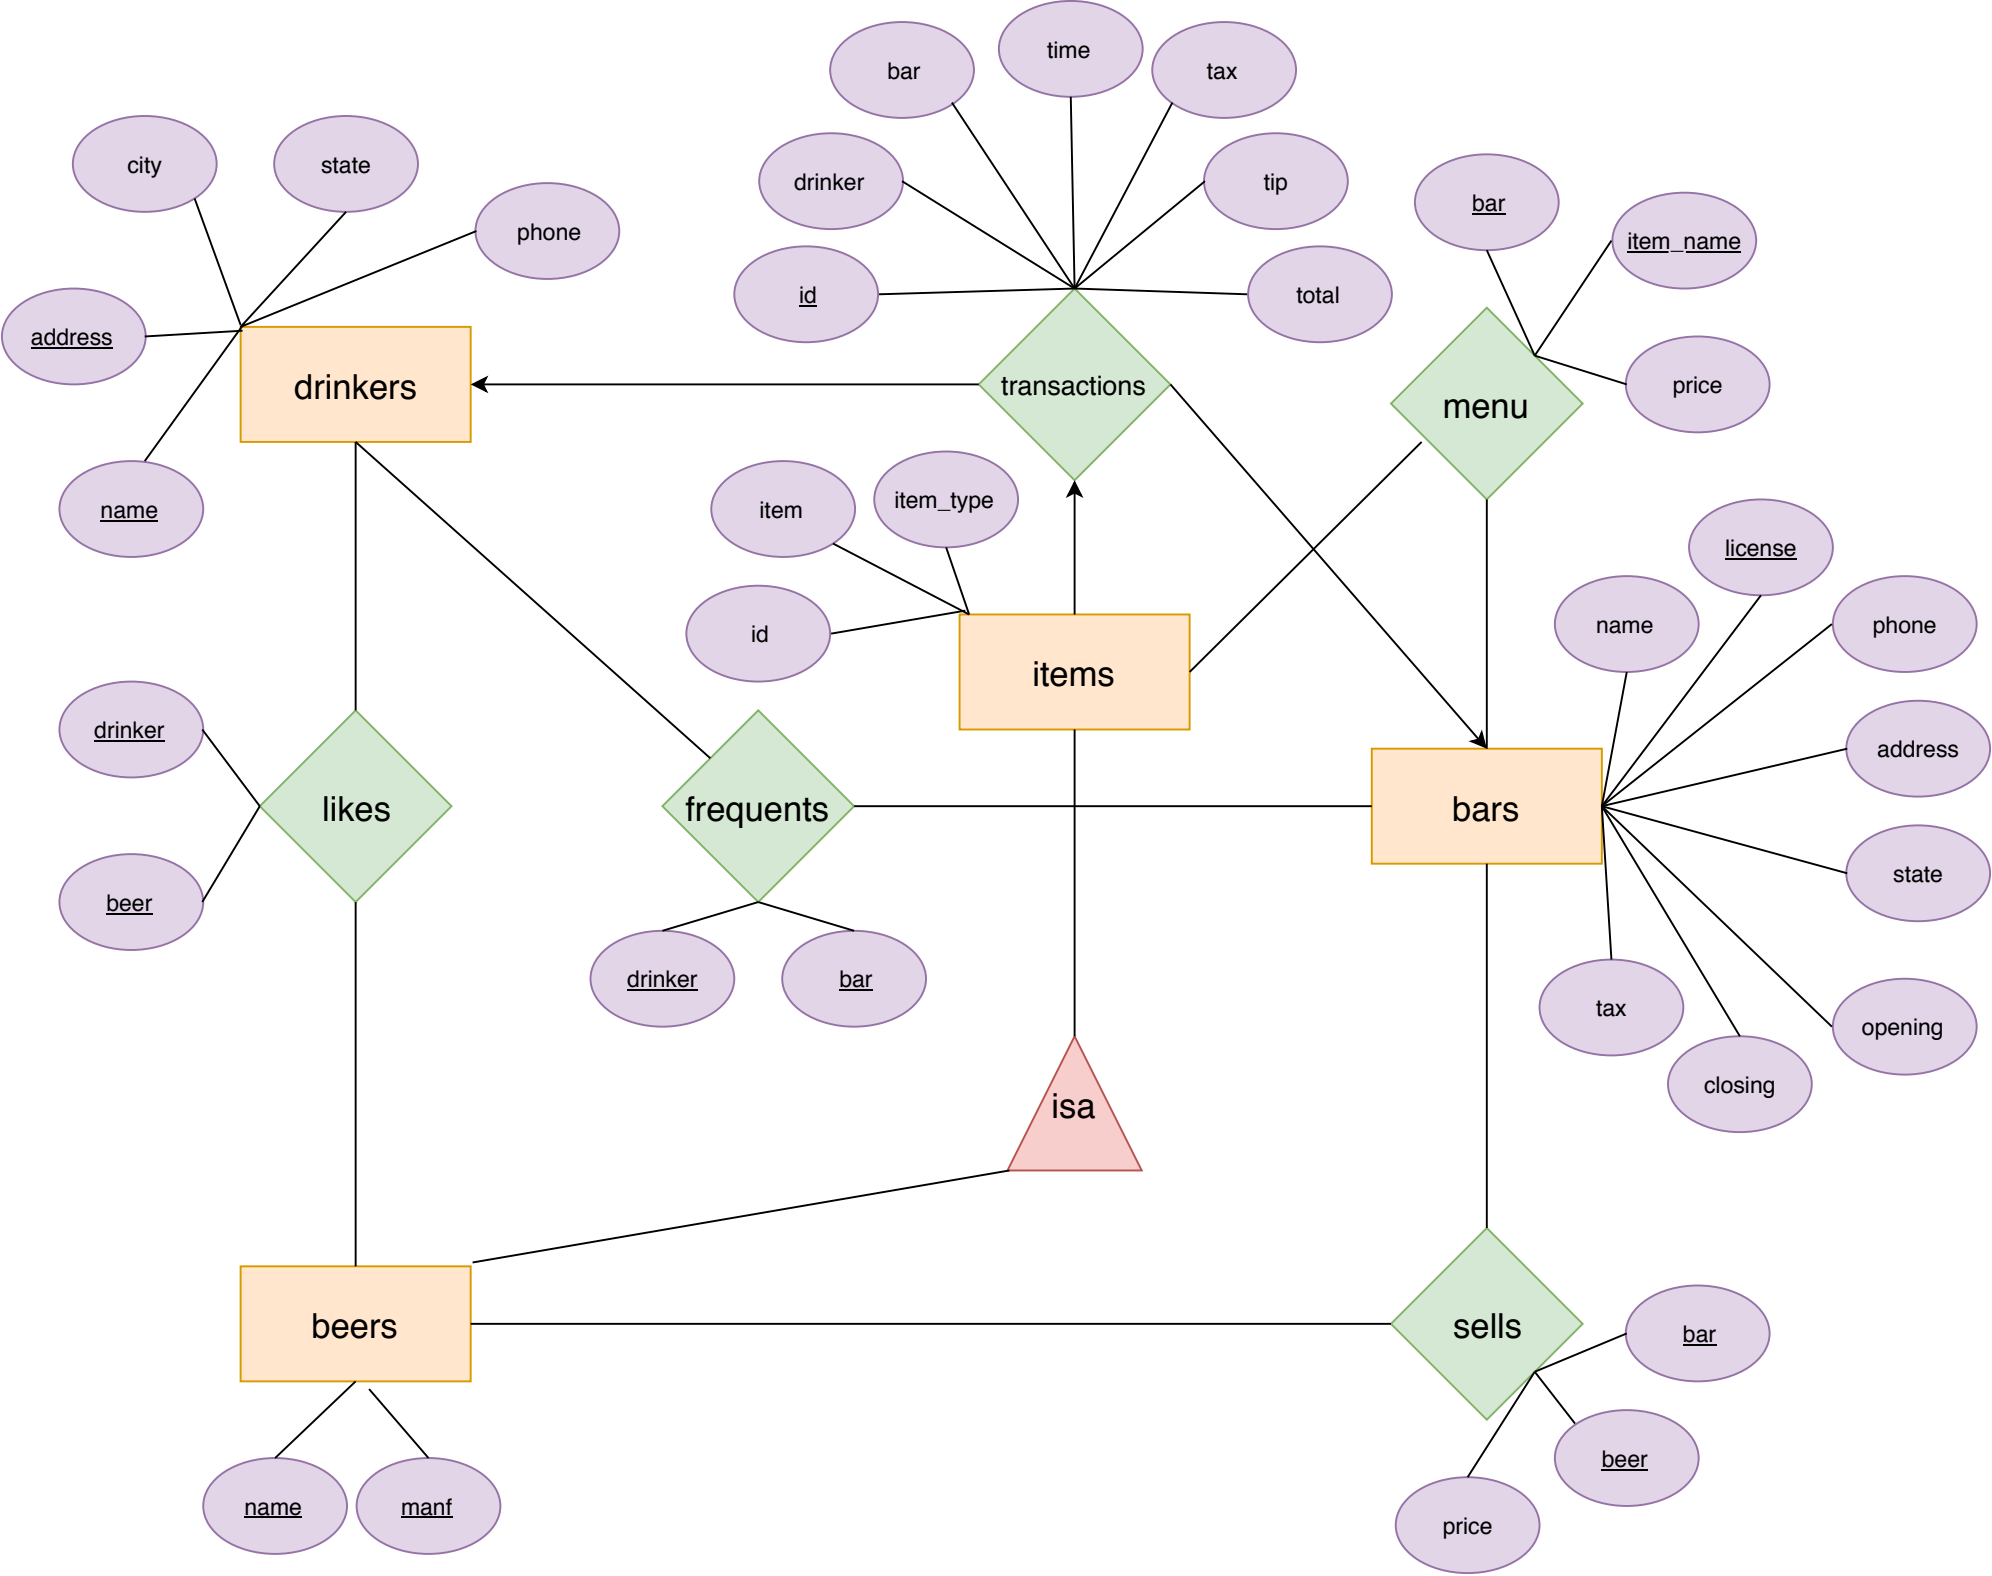 time
bar
tax
city
state
drinker
tip
bar
phone
item_name
id
total
address
price
drinkers
transactions
menu
name
item
item_type
license
name
phone
id
items
drinker
address
likes
frequents
bars
beer
state
drinker
bar
tax
opening
closing
isa
beers
sells
bar
beer
name
manf
price